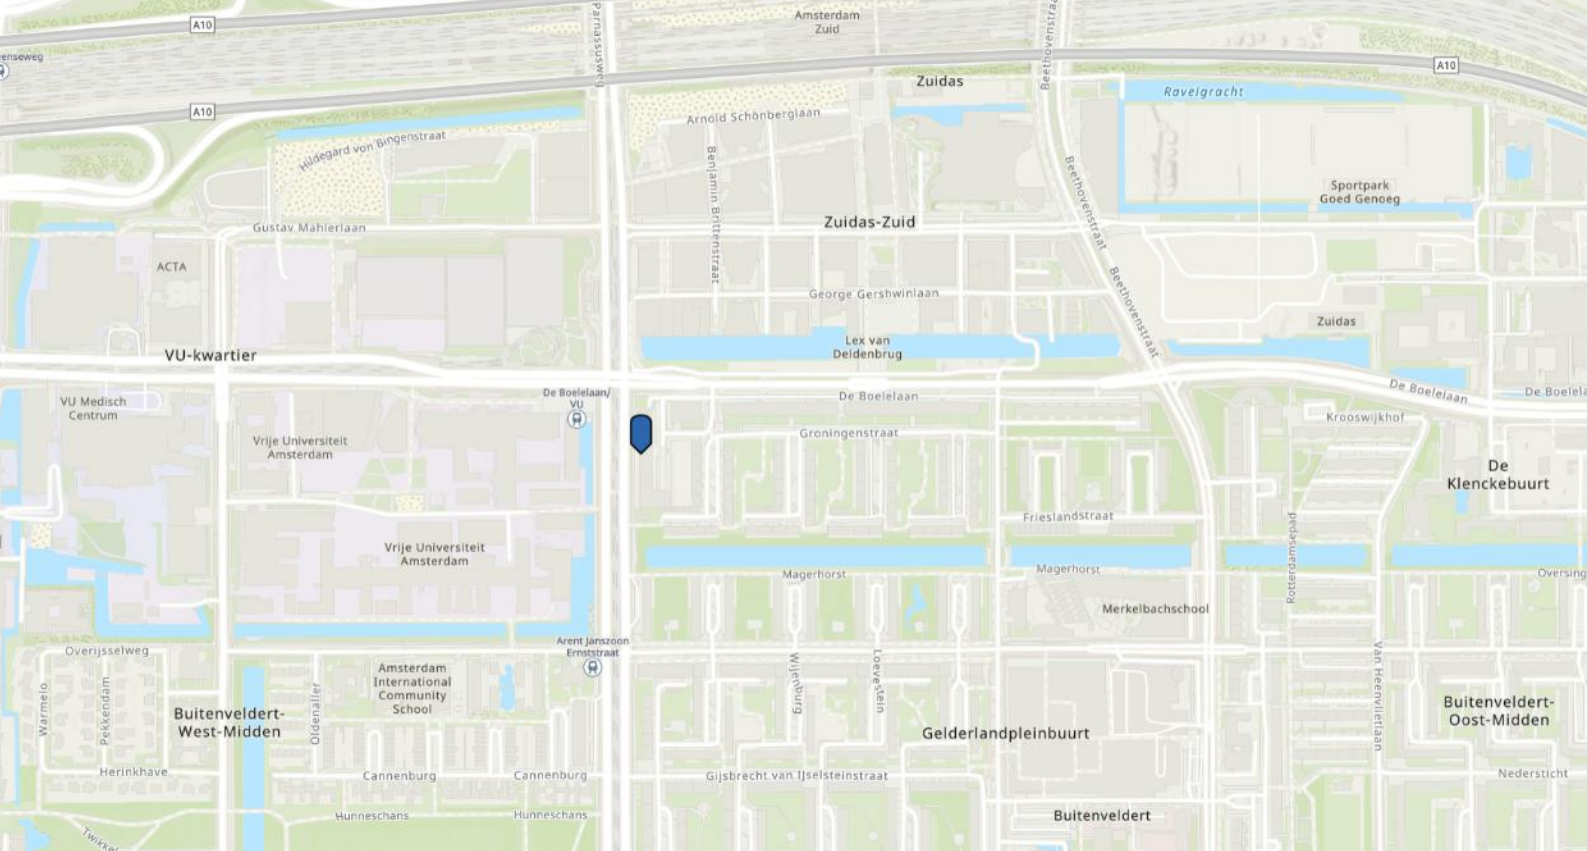 A10
Parnassusweg
Amsterdam
Zuid
Beethovenstraat
enseweg
Zuidas
A10
Ravelgracht
A10
Arnold Schönberglaan
Hildegard von Bingenstraat
Benjamin Brittenstraat
Beethovenstraat
Sportpark
Goed Genoeg
Gustav Mahlerlaan
Zuidas-Zuid
ACTA
Beethovenstraat
George Gershwinlaan
Zuidas
Lex van
Deldenbrug
VU-kwartier
De Boelelaan/
VU
De Boelelaan
De Boelelaan
De Boelela
VU Medisch
Centrum
Krooswijkhof
Groningenstraat
Vrije Universiteit
Amsterdam
De
Klenckebuurt
Frieslandstraat
Rotterdamsepad
Vrije Universiteit
Amsterdam
Magerhorst
Magerhorst
Oversing
Merkelbachschool
Arent Janszoon
Ernststraat
Overijsselweg
Amsterdam
International
Community
School
Warmelo
Pekkendam
Oldenaller
Wijenburg
Loevestein
Van Heenvlietlaan
Buitenveldert-
West-Midden
Buitenveldert-
Oost-Midden
Gelderlandpleinbuurt
Herinkhave
Cannenburg
Cannenburg
Gijsbrecht van IJselsteinstraat
Nedersticht
Hunneschans
Hunneschans
Buitenveldert
Twikkel